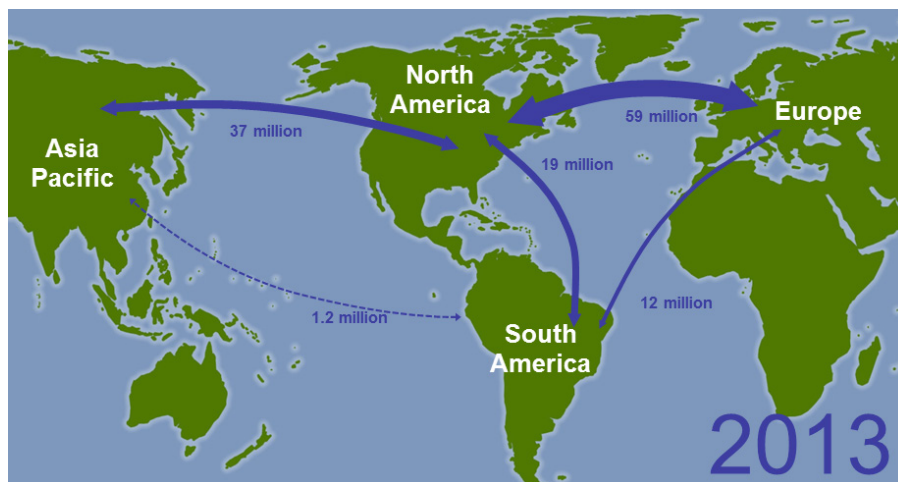 North
America
Europe
59 million
37 million
Asia
Pacific
19 million
12 million
1.2 million
South
America
2013